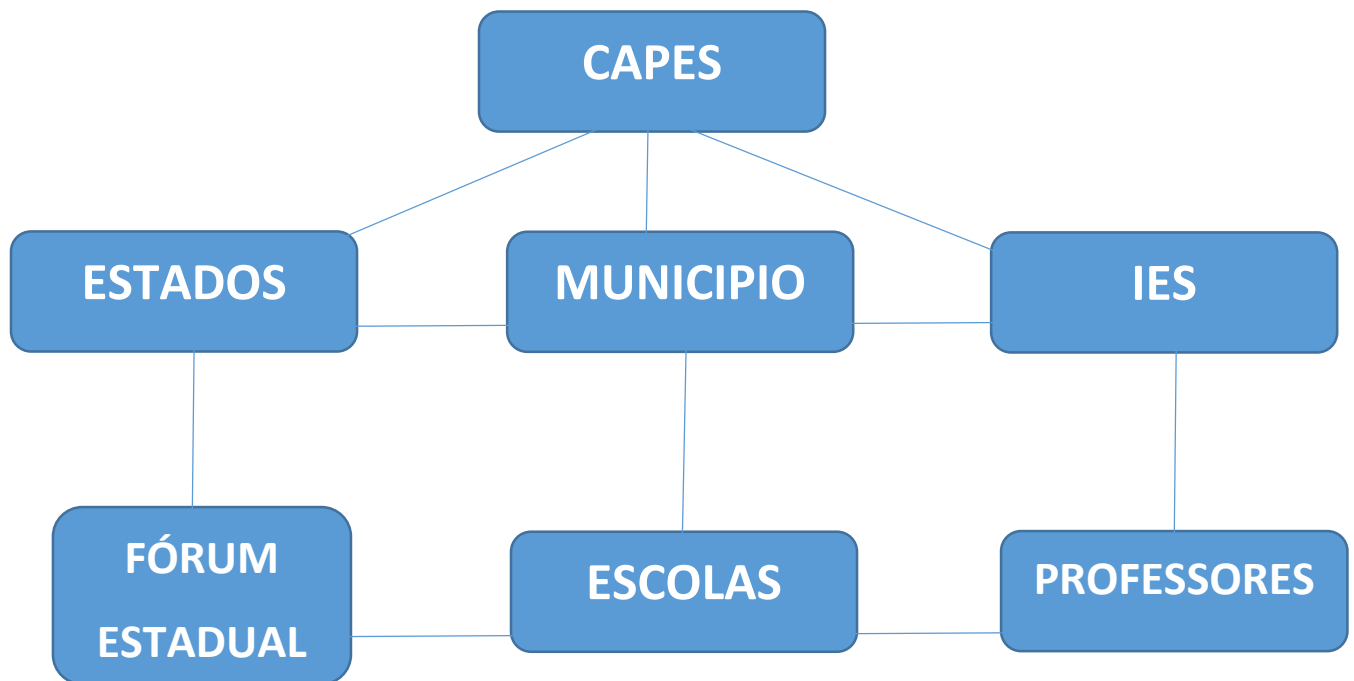 CAPES
ESTADOS
MUNICIPIO
IES
FÓRUM
ESTADUAL
ESCOLAS
PROFESSORES